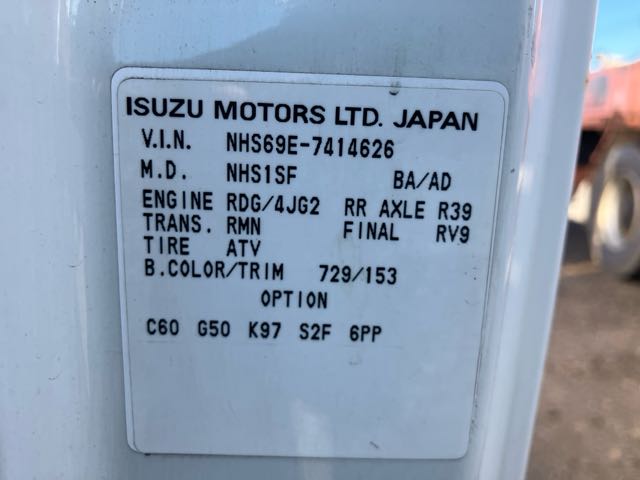 ISUZU MOTORS LTD. JAPAN
V.I.N. NHS69E-7414626
M.D. NHS1SF BA/AD
ENGINE RDG/4JG2 RR AXLE R39
TRANS. RMN FINAL RV9
TIRE ATV
B.COLOR/TRIM 729/153
OPTION
C60 G50 K97 S2F 6PP